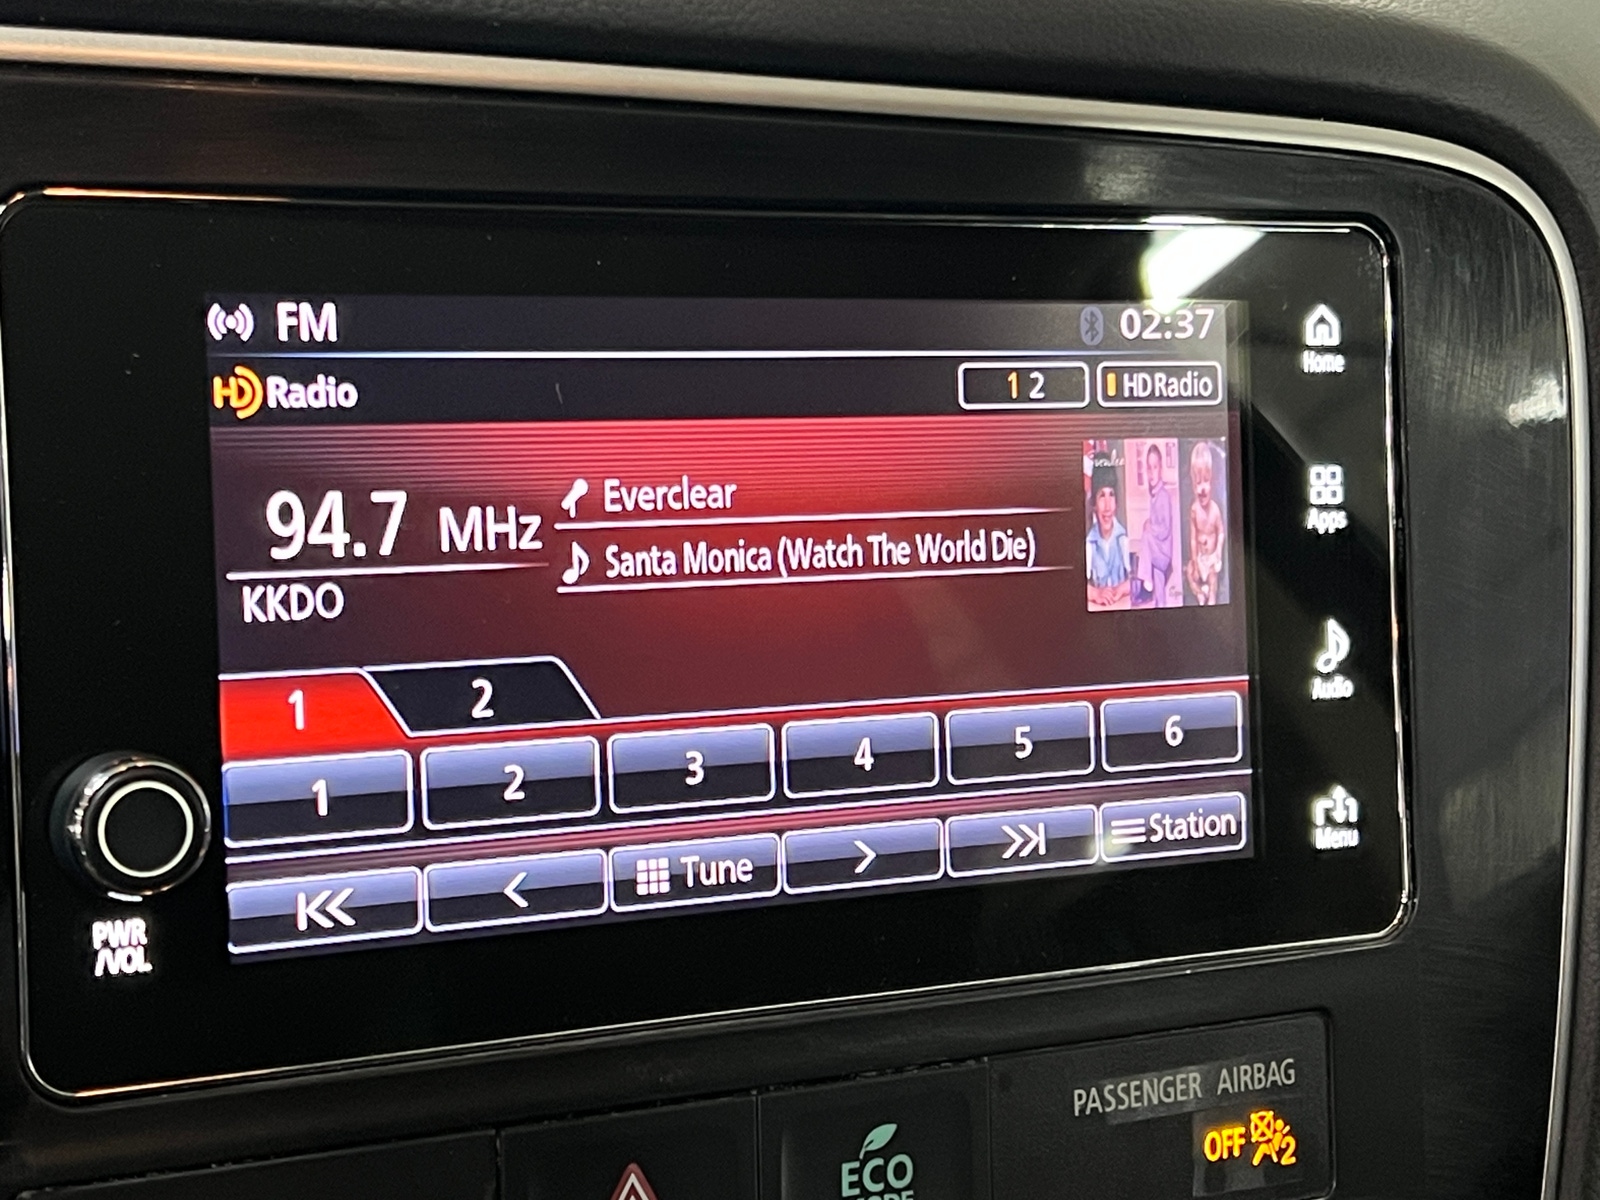 FM
02:37
HD Radio
1 2
HD Radio
94.7 MHz
KKDO
Everclear
Santa Monica (Watch The World Die)
1
2
1
2
3
4
5
6
Tune
Station
Home
Apps
Audio
Menu
PWR
/VOL
PASSENGER AIRBAG
OFF
2
ECO
MODE